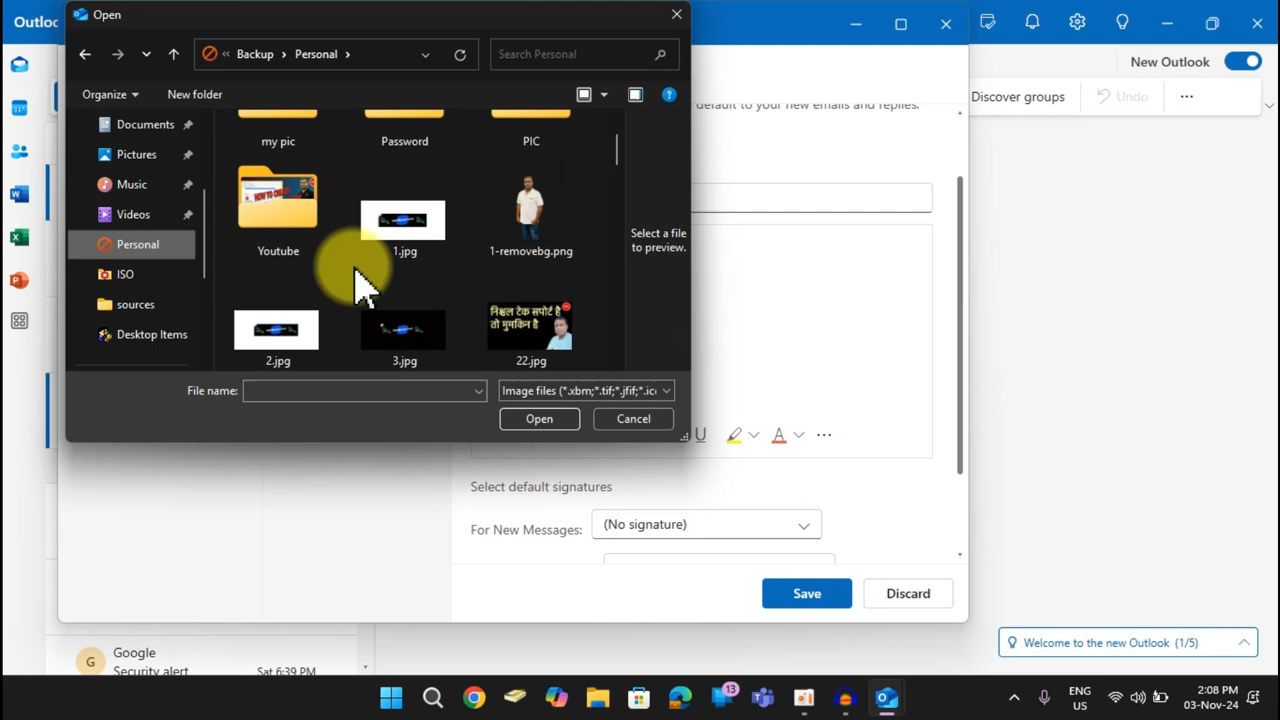 Outlo
Open
New Outlook
« Backup > Personal >
Search Personal
Organize
New folder
default to your new emails and replies.
Discover groups
Undo
...
Documents
Pictures
Music
Videos
Personal
ISO
sources
Desktop Items
my pic
Password
PIC
Youtube
1.jpg
1-removebg.png
Select a file
to preview.
निश्चल टेक सपोर्ट है
तो मुमकिन है
2.jpg
3.jpg
22.jpg
File name:
Image files (*.xbm;*.tif;*.jfif;*.ico
Open
Cancel
U
A
...
Select default signatures
For New Messages:
(No signature)
Save
Discard
Welcome to the new Outlook (1/5)
G
Google
Security alert
Sat 6:39 PM
13
ENG
US
2:08 PM
03-Nov-24